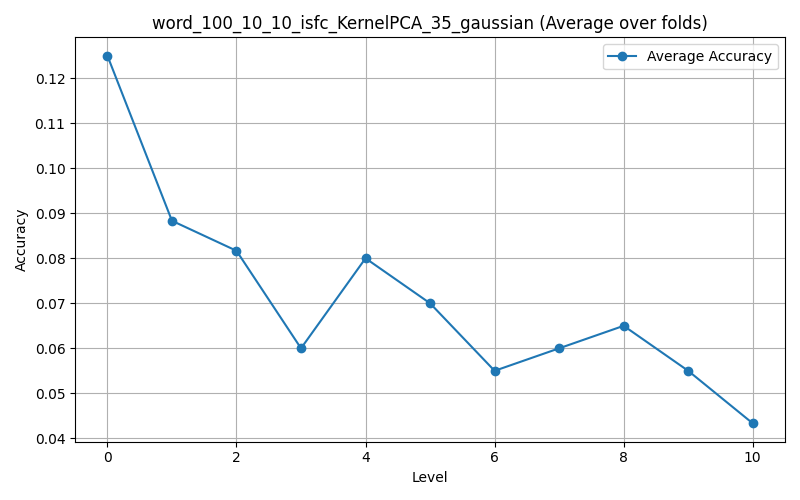 word_100_10_10_isfc_KernelPCA_35_gaussian (Average over folds)
Average Accuracy
0.12
0.11
0.10
0.09
0.08
0.07
0.06
0.05
0.04
Accuracy
0 2 4 6 8 10
Level